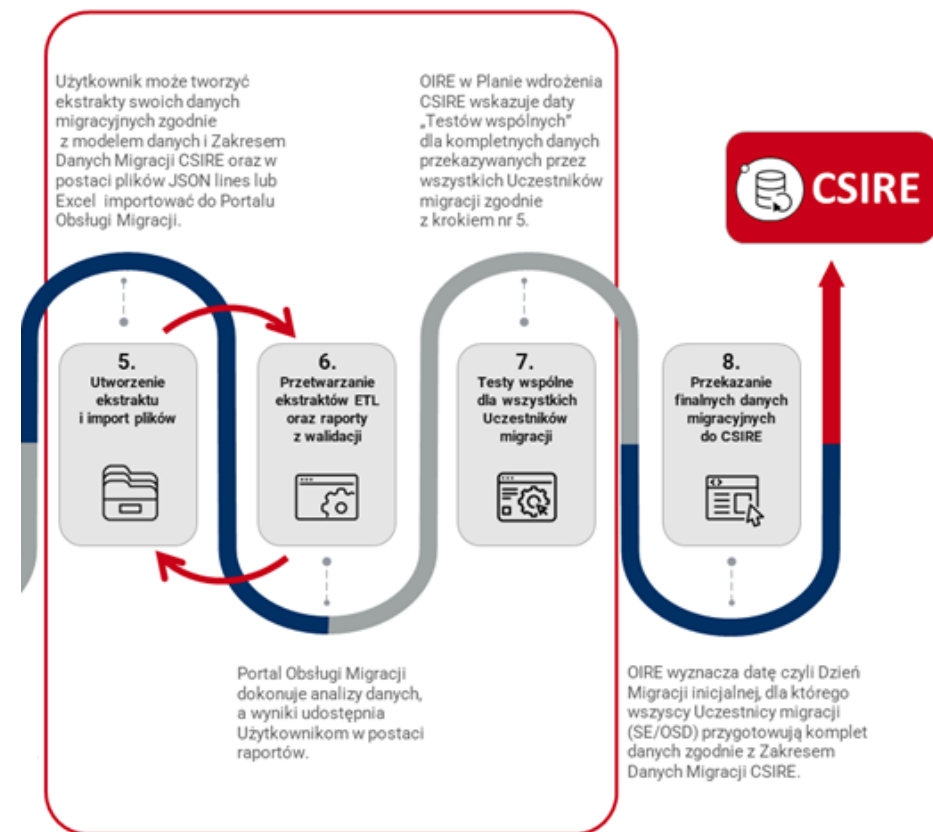 Użytkownik może tworzyć
ekstrakty swoich danych
migracyjnych zgodnie
z modelem danych i Zakresem
Danych Migracji CSIRE oraz w
postaci plików JSON lines lub
Excel importować do Portalu
Obsługi Migracji.
OIRE w Planie wdrożenia
CSIRE wskazuje daty
„Testów wspólnych”
dla kompletnych danych
przekazywanych przez
wszystkich Uczestników
migracji zgodnie
z krokiem nr 5.
CSIRE
5.
Utworzenie
ekstraktu
i import plików
6.
Przetwarzanie
ekstraktów ETL
oraz raporty
z walidacji
7.
Testy wspólne
dla wszystkich
Uczestników
migracji
8.
Przekazanie
finalnych danych
migracyjnych
do CSIRE
Portal Obsługi Migracji
dokonuje analizy danych,
a wyniki udostępnia
Użytkownikom w postaci
raportów.
OIRE wyznacza datę czyli Dzień
Migracji inicjalnej, dla którego
wszyscy Uczestnicy migracji
(SE/OSD) przygotowują komplet
danych zgodnie z Zakresem
Danych Migracji CSIRE.